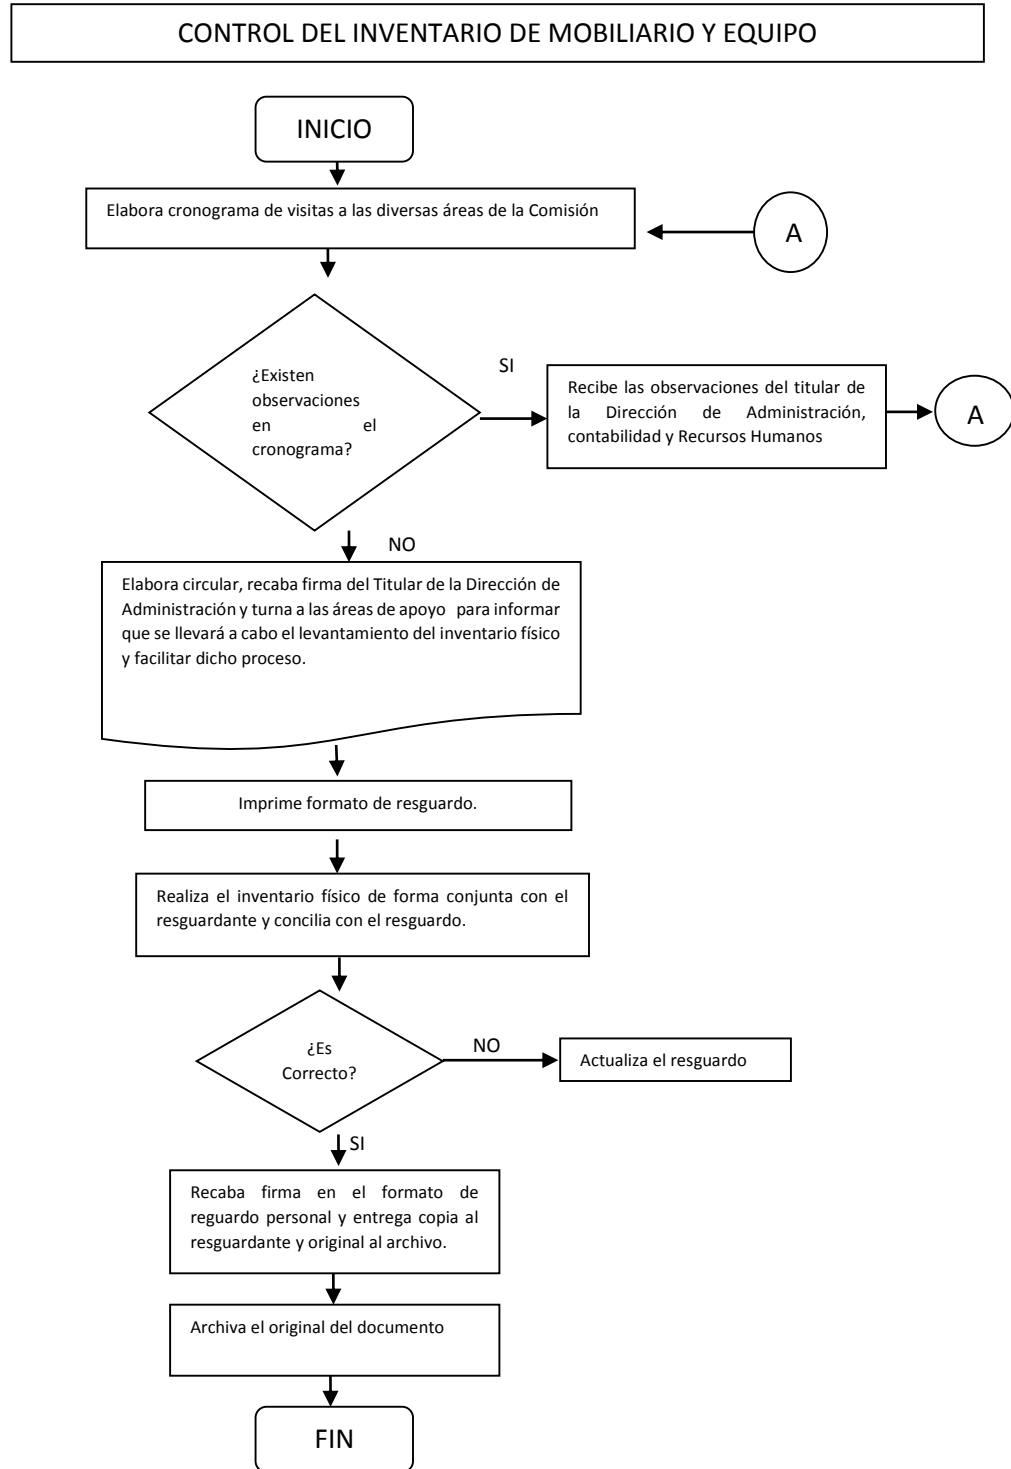 CONTROL DEL INVENTARIO DE MOBILIARIO Y EQUIPO
INICIO
Elabora cronograma de visitas a las diversas áreas de la Comisión
A
¿Existen
observaciones
en el
cronograma?
SI
Recibe las observaciones del titular de
la Dirección de Administración,
contabilidad y Recursos Humanos
A
NO
Elabora circular, recaba firma del Titular de la Dirección de
Administración y turna a las áreas de apoyo para informar
que se llevará a cabo el levantamiento del inventario físico
y facilitar dicho proceso.
Imprime formato de resguardo.
Realiza el inventario físico de forma conjunta con el
resguardante y concilia con el resguardo.
¿Es
Correcto?
NO
Actualiza el resguardo
SI
Recaba firma en el formato de
reguardo personal y entrega copia al
resguardante y original al archivo.
Archiva el original del documento
FIN